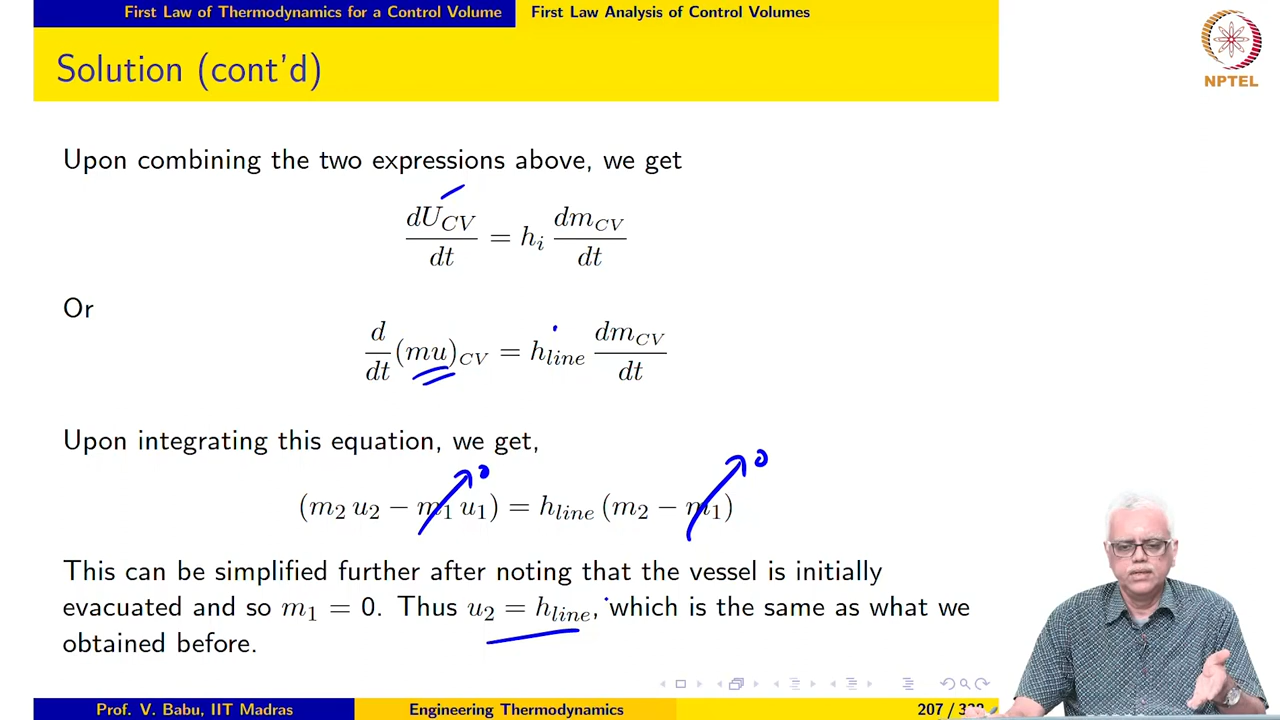 First Law of Thermodynamics for a Control Volume First Law Analysis of Control Volumes
Solution (cont'd)
NPTEL
Upon combining the two expressions above, we get
dU_CV/dt = h_i dm_CV/dt
Or
d/dt (mu)_CV = h_line dm_CV/dt
Upon integrating this equation, we get,
0 0
(m_2 u_2 − m_1 u_1) = h_line (m_2 − m_1)
This can be simplified further after noting that the vessel is initially
evacuated and so m_1 = 0. Thus u_2 = h_line, which is the same as what we
obtained before.
Prof. V. Babu, IIT Madras Engineering Thermodynamics 207 /